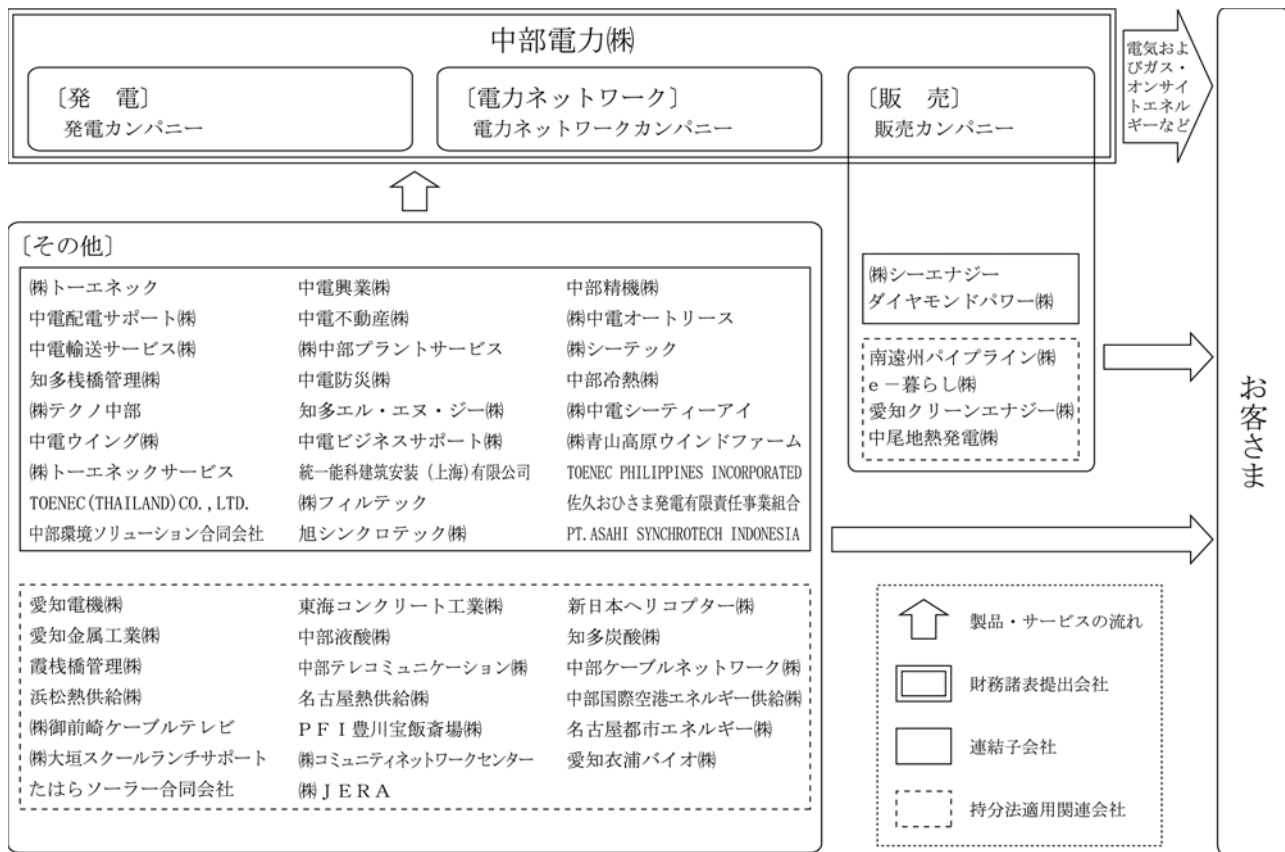 中部電力㈱
〔発　電〕
発電カンパニー
〔電力ネットワーク〕
電力ネットワークカンパニー
〔販　売〕
販売カンパニー
電気およ
びガス・
オンサイ
トエネル
ギーなど
お客さま
〔その他〕
㈱トーエネック
中電興業㈱
中部精機㈱
中電配電サポート㈱
中電不動産㈱
㈱中電オートリース
中電輸送サービス㈱
㈱中部プラントサービス
㈱シーテック
知多桟橋管理㈱
中電防災㈱
中部冷熱㈱
㈱テクノ中部
知多エル・エヌ・ジー㈱
㈱中電シーティーアイ
中電ウイング㈱
中電ビジネスサポート㈱
㈱青山高原ウインドファーム
㈱トーエネックサービス
統一能科建筑安装（上海)有限公司
TOENEC PHILIPPINES INCORPORATED
TOENEC(THAILAND)CO.,LTD.
㈱フィルテック
佐久おひさま発電有限責任事業組合
中部環境ソリューション合同会社
旭シンクロテック㈱
PT.ASAHI SYNCHROTECH INDONESIA
愛知電機㈱
東海コンクリート工業㈱
新日本ヘリコプター㈱
愛知金属工業㈱
中部液酸㈱
知多炭酸㈱
霞桟橋管理㈱
中部テレコミュニケーション㈱
中部ケーブルネットワーク㈱
浜松熱供給㈱
名古屋熱供給㈱
中部国際空港エネルギー供給㈱
㈱御前崎ケーブルテレビ
ＰＦＩ豊川宝飯斎場㈱
名古屋都市エネルギー㈱
㈱大垣スクールランチサポート
㈱コミュニティネットワークセンター
愛知衣浦バイオ㈱
たはらソーラー合同会社
㈱ＪＥＲＡ
㈱シーエナジー
ダイヤモンドパワー㈱
南遠州パイプライン㈱
ｅ－暮らし㈱
愛知クリーンエナジー㈱
中尾地熱発電㈱
製品・サービスの流れ
財務諸表提出会社
連結子会社
持分法適用関連会社